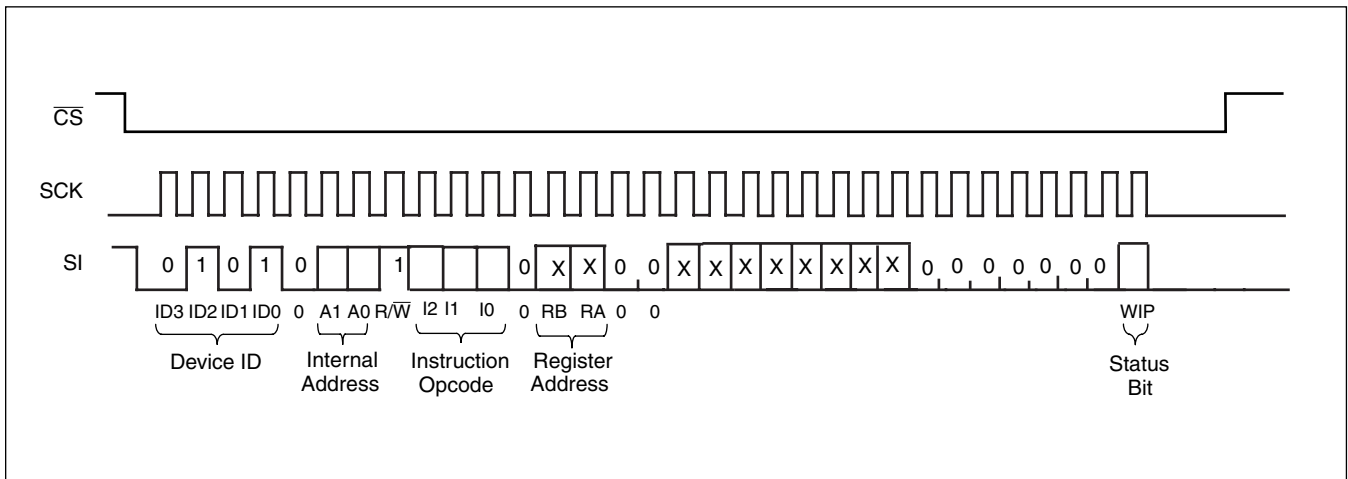 C̅S̅
SCK
SI
0 1 0 1 0 1 0 X X 0 0 X X X X X X X X 0 0 0 0 0 0 0
ID3 ID2 ID1 ID0 0 A1 A0 R/W̅ I2 I1 I0 0 RB RA 0 0 WIP
Device ID
Internal Address
Instruction Opcode
Register Address
Status Bit